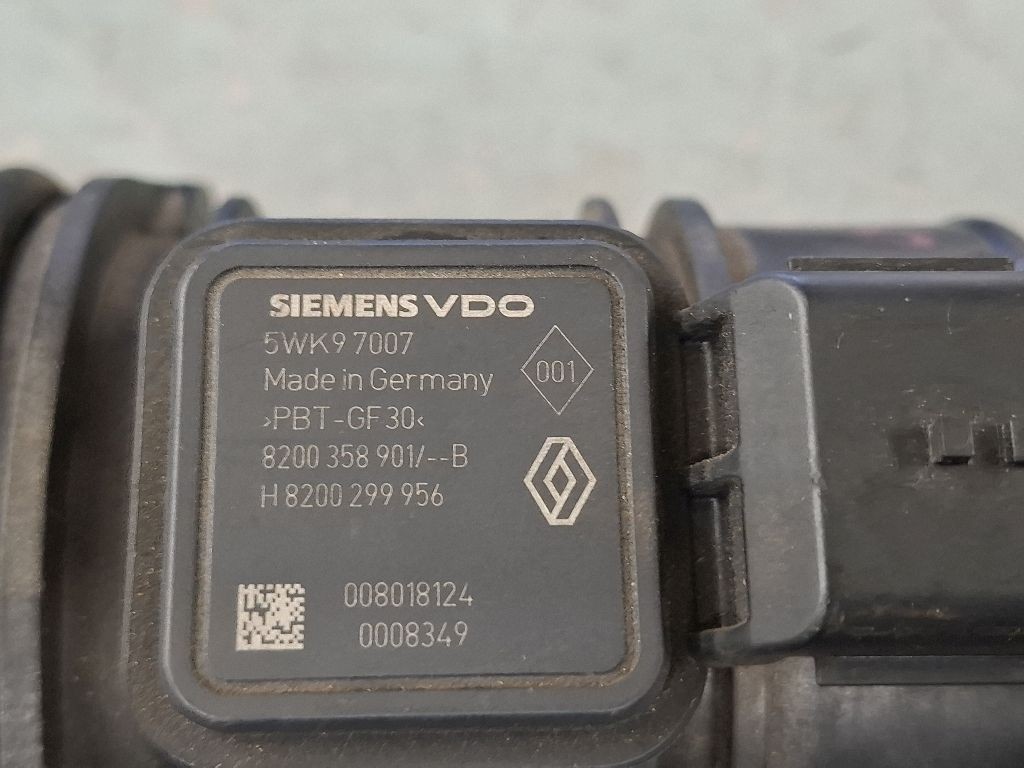 SIEMENS VDO
5WK9 7007
Made in Germany
001
>PBT-GF30<
8200 358 901/--B
H 8200 299 956
008018124
0008349